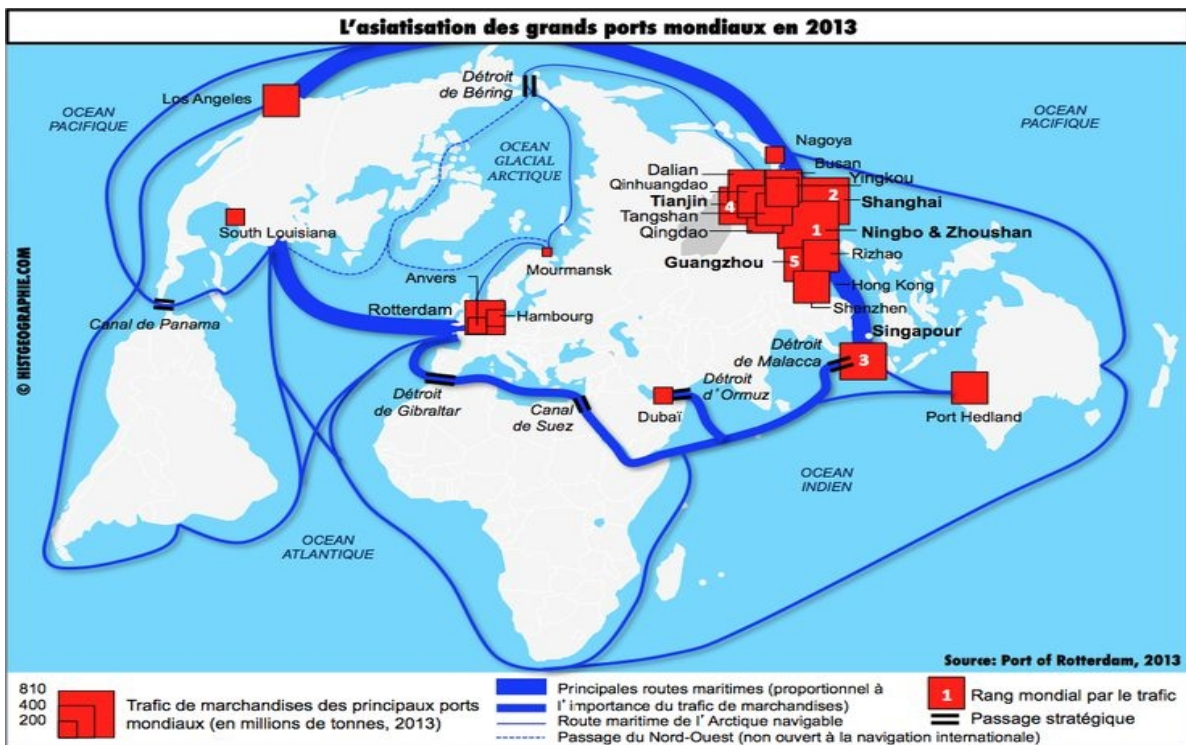 L'asiatisation des grands ports mondiaux en 2013
OCEAN
PACIFIQUE
Los Angeles
Détroit
de Béring
OCEAN
GLACIAL
ARCTIQUE
OCEAN
PACIFIQUE
Nagoya
Busan
Dalian
Yingkou
Qinhuangdao
Tianjin
4
2
Shanghai
Tangshan
Qingdao
1
Ningbo & Zhoushan
Guangzhou
5
Rizhao
Hong Kong
Shenzhen
South Louisiana
Mourmansk
Anvers
Rotterdam
Hambourg
Canal de Panama
Singapour
3
Détroit
de Malacca
Détroit
de Gibraltar
Canal
de Suez
Dubaï
Détroit
d'Ormuz
Port Hedland
OCEAN
INDIEN
OCEAN
ATLANTIQUE
© HISTGEOGRAPHIE.COM
Source: Port of Rotterdam, 2013
810
400
200
Trafic de marchandises des principaux ports
mondiaux (en millions de tonnes, 2013)
Principales routes maritimes (proportionnel à
l'importance du trafic de marchandises)
Route maritime de l'Arctique navigable
Passage du Nord-Ouest (non ouvert à la navigation internationale)
1
Rang mondial par le trafic
Passage stratégique